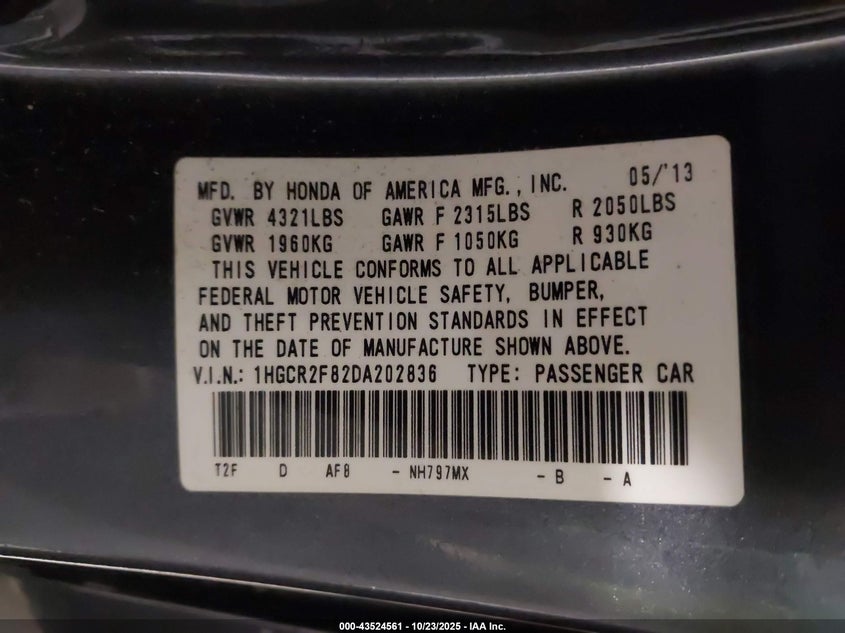 MFD. BY HONDA OF AMERICA MFG., INC. 05/'13
GVWR 4321LBS GAWR F 2315LBS R 2050LBS
GVWR 1960KG GAWR F 1050KG R 930KG
THIS VEHICLE CONFORMS TO ALL APPLICABLE
FEDERAL MOTOR VEHICLE SAFETY, BUMPER,
AND THEFT PREVENTION STANDARDS IN EFFECT
ON THE DATE OF MANUFACTURE SHOWN ABOVE.
V.I.N.: 1HGCR2F82DA202836 TYPE: PASSENGER CAR
T2F D AF8 - NH797MX - B - A
000-43524561 - 10/23/2025 - IAA Inc.